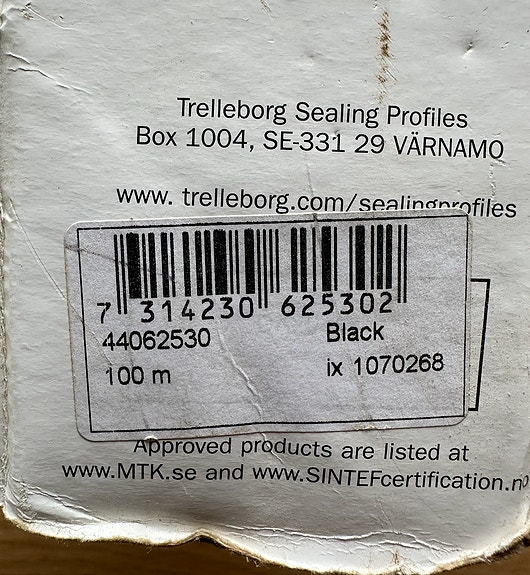 Trelleborg Sealing Profiles
Box 1004, SE-331 29 VÄRNAMO
www. trelleborg.com/sealingprofiles
7 314230 625302
44062530 Black
100 m ix 1070268
Approved products are listed at
www.MTK.se and www.SINTEFcertification.no